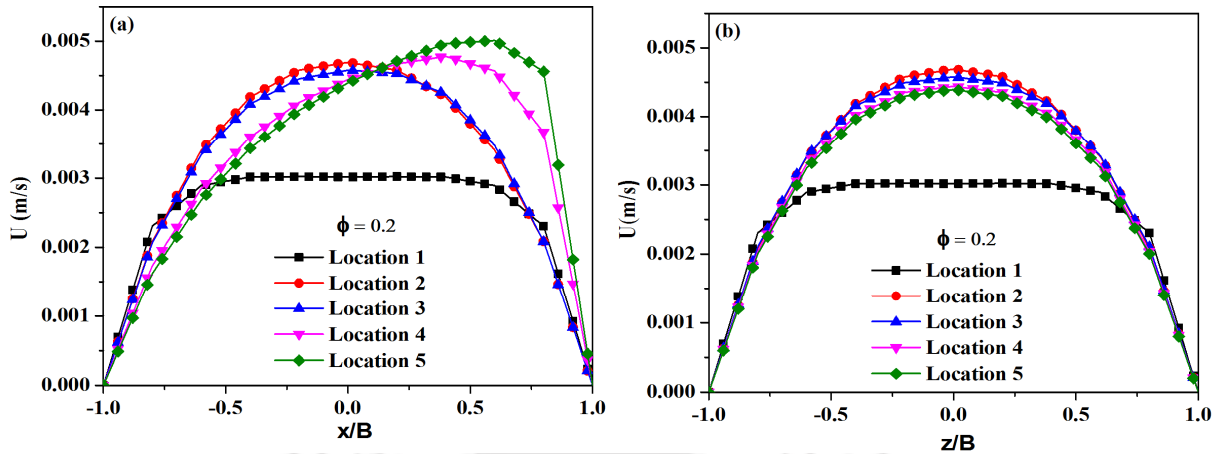 (a)
U (m/s)
0.005
0.004
0.003
0.002
0.001
0.000
ϕ = 0.2
Location 1
Location 2
Location 3
Location 4
Location 5
-1.0 -0.5 0.0 0.5 1.0
x/B
(b)
U(m/s)
0.005
0.004
0.003
0.002
0.001
0.000
ϕ = 0.2
Location 1
Location 2
Location 3
Location 4
Location 5
-1.0 -0.5 0.0 0.5 1.0
z/B